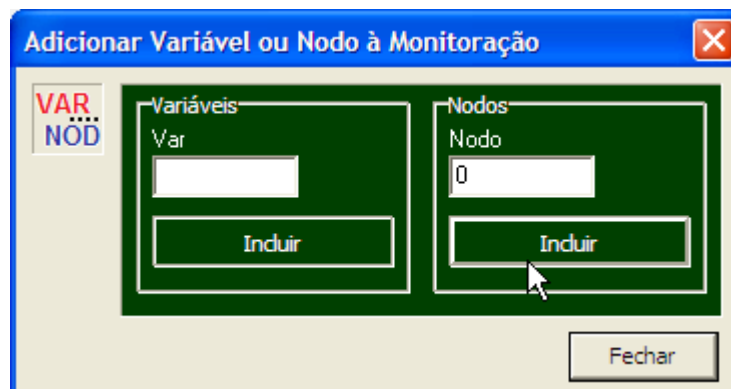 Adicionar Variável ou Nodo à Monitoração
VAR
NOD
Variáveis
Var
Incluir
Nodos
Nodo
0
Incluir
Fechar